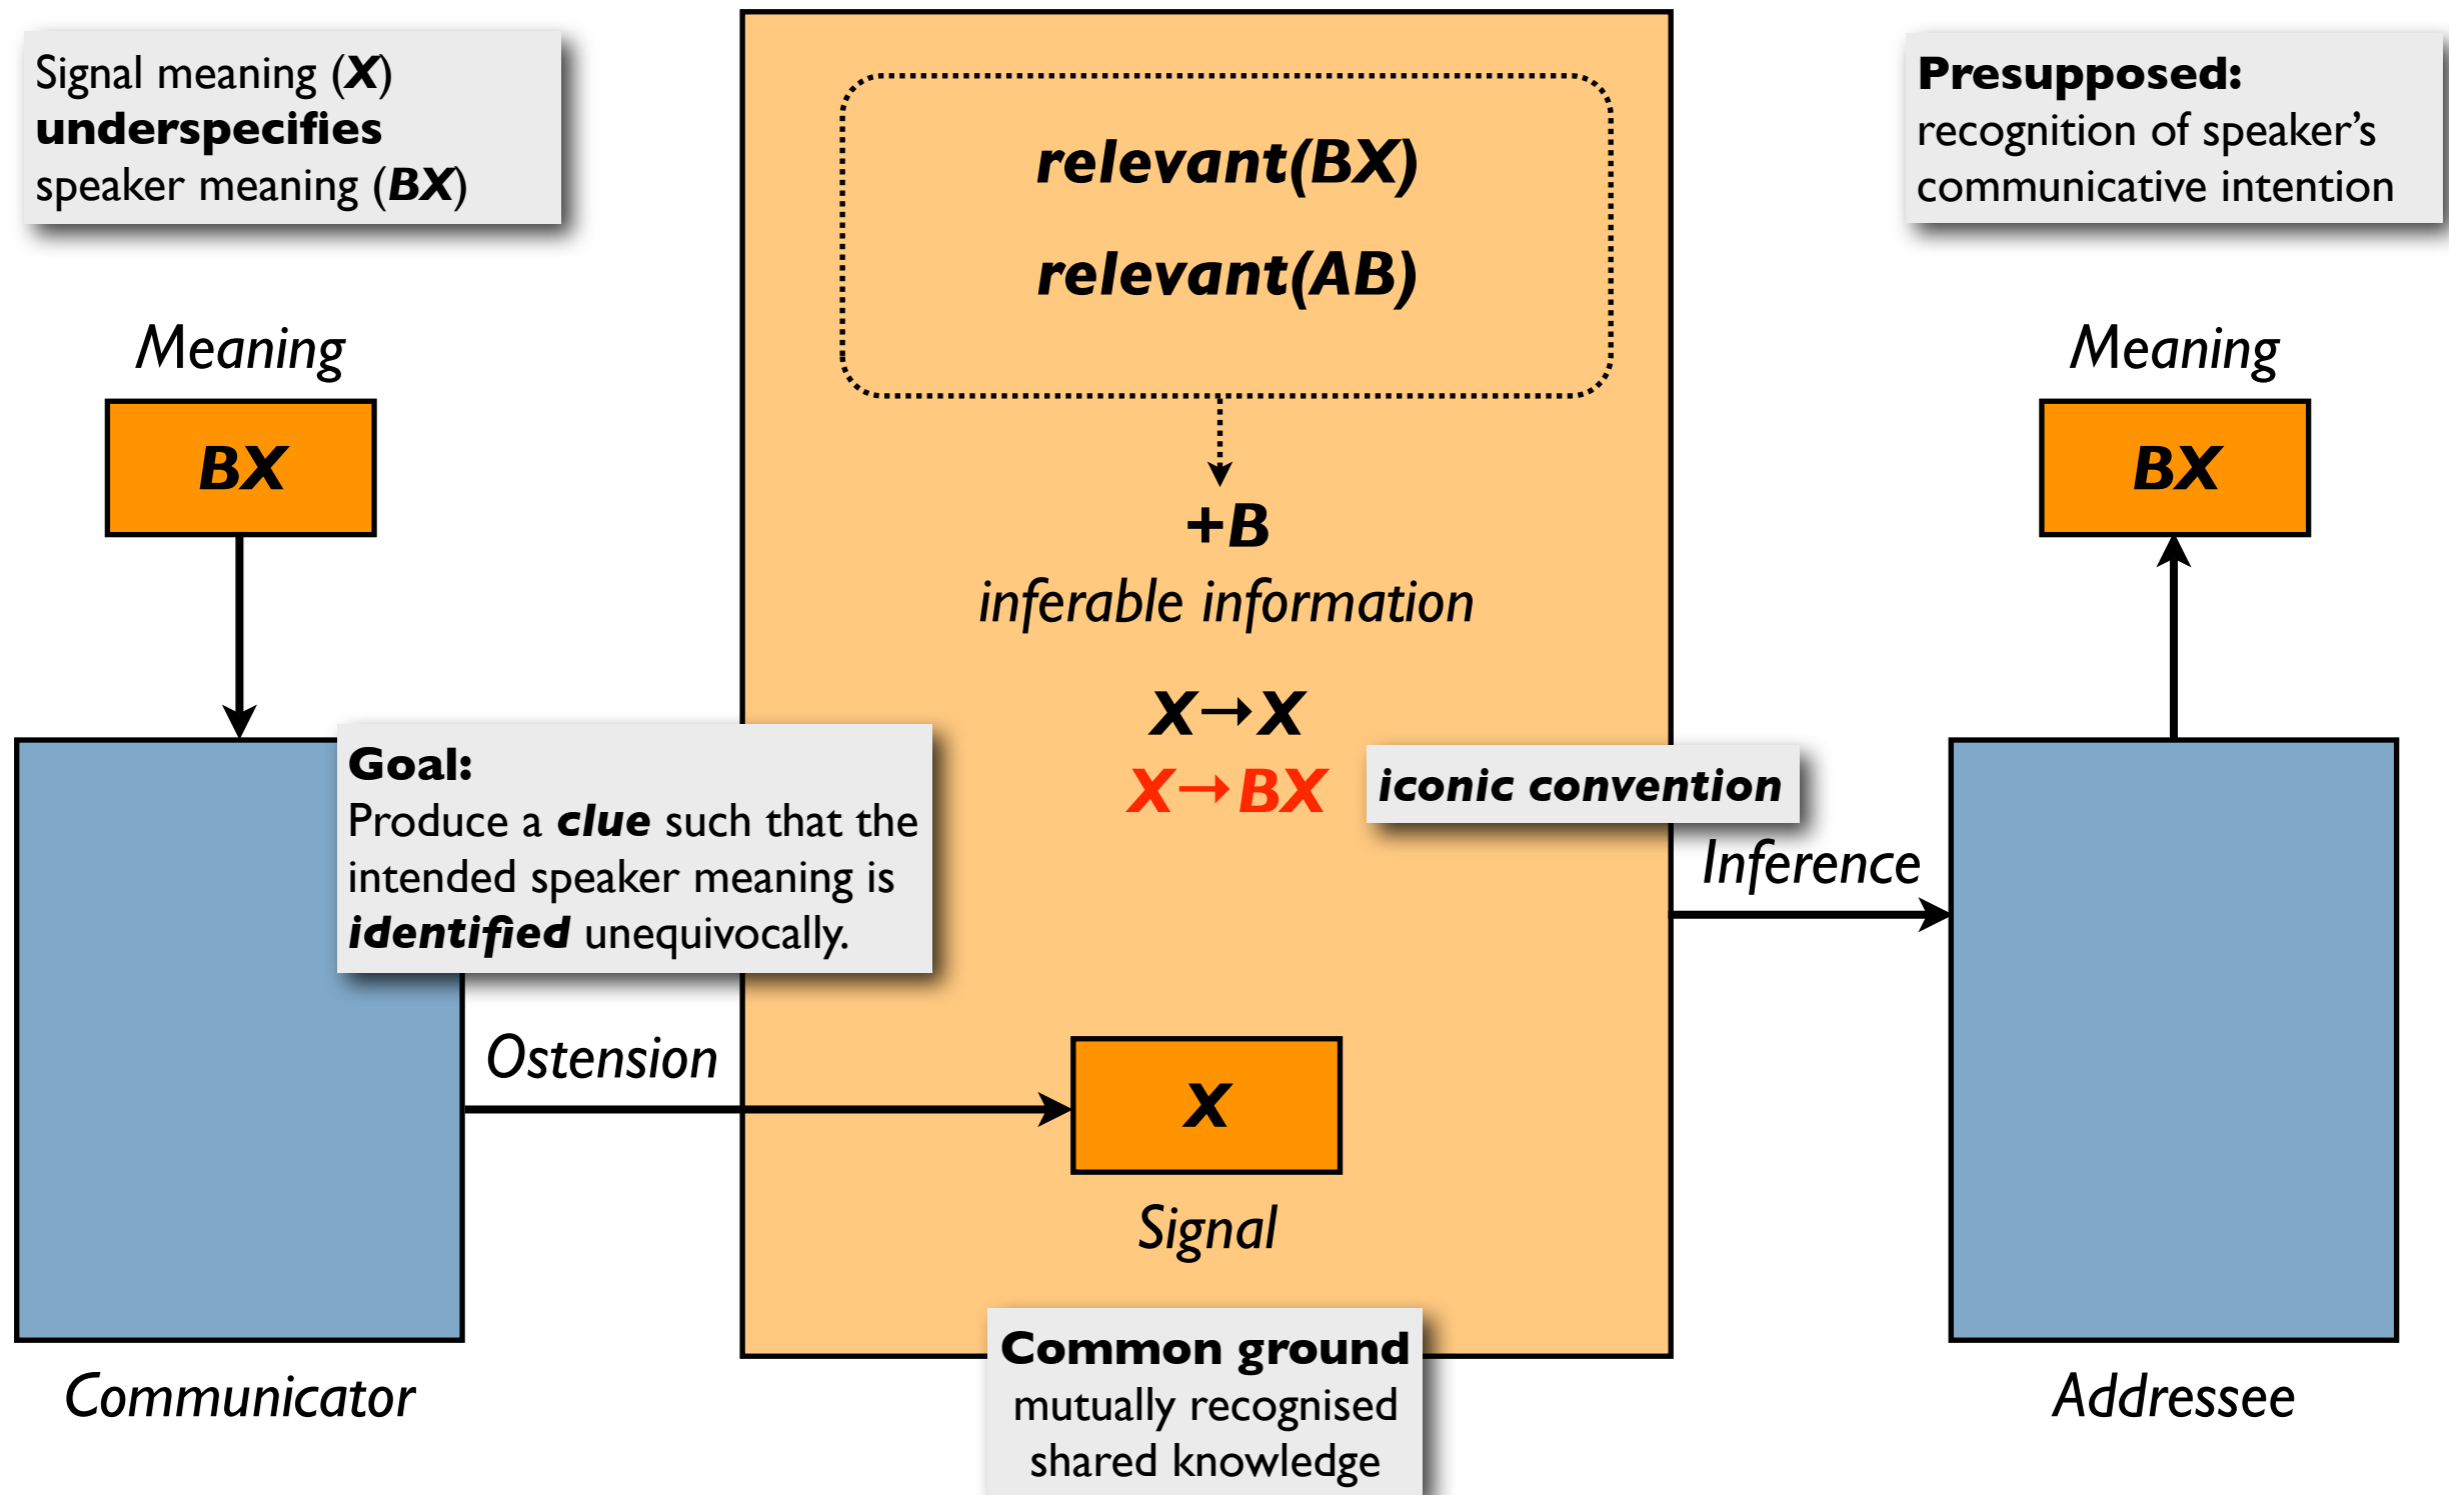 Signal meaning (X)
underspecifies
speaker meaning (BX)
relevant(BX)
relevant(AB)
Presupposed:
recognition of speaker’s
communicative intention
Meaning
BX
+B
inferable information
Meaning
BX
X→X
X→BX
iconic convention
Goal:
Produce a clue such that the
intended speaker meaning is
identified unequivocally.
Inference
Ostension
X
Signal
Common ground
mutually recognised
shared knowledge
Communicator
Addressee